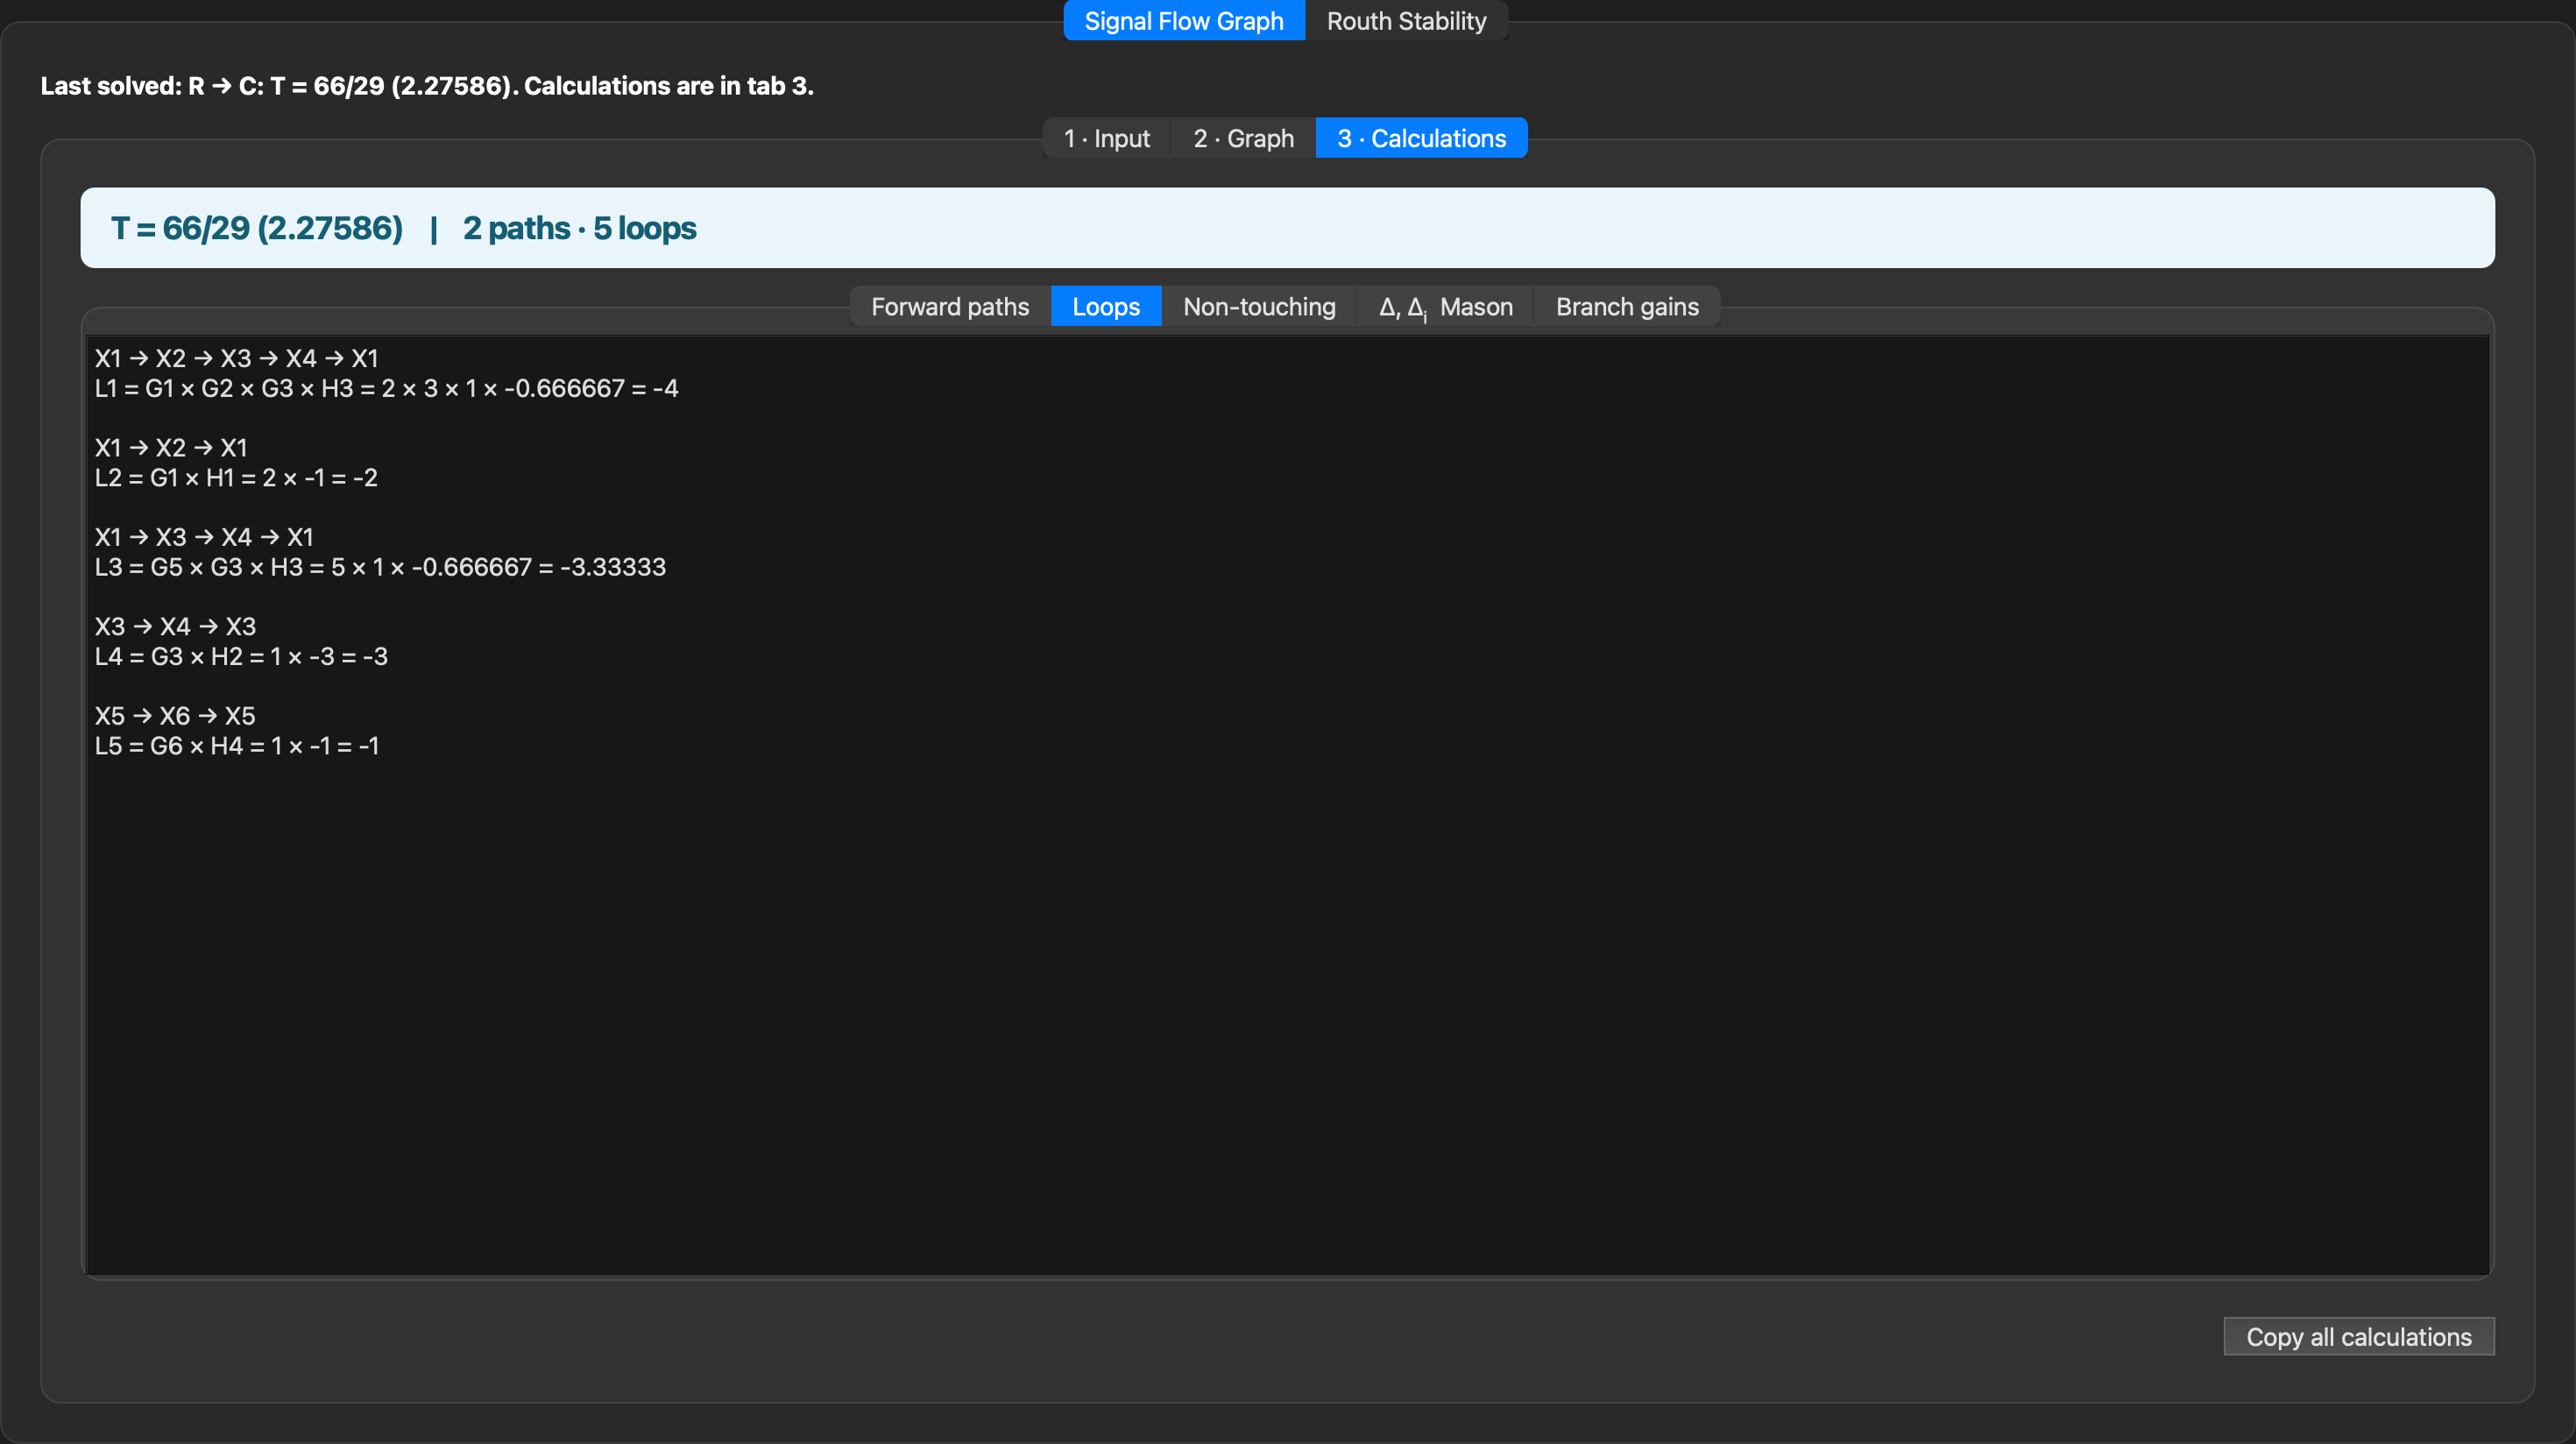 Signal Flow Graph Routh Stability
Last solved: R → C: T = 66/29 (2.27586). Calculations are in tab 3.
1 · Input 2 · Graph 3 · Calculations
T = 66/29 (2.27586) | 2 paths · 5 loops
Forward paths Loops Non-touching Δ, Δᵢ Mason Branch gains
X1 → X2 → X3 → X4 → X1
L1 = G1 × G2 × G3 × H3 = 2 × 3 × 1 × -0.666667 = -4
X1 → X2 → X1
L2 = G1 × H1 = 2 × -1 = -2
X1 → X3 → X4 → X1
L3 = G5 × G3 × H3 = 5 × 1 × -0.666667 = -3.33333
X3 → X4 → X3
L4 = G3 × H2 = 1 × -3 = -3
X5 → X6 → X5
L5 = G6 × H4 = 1 × -1 = -1
Copy all calculations